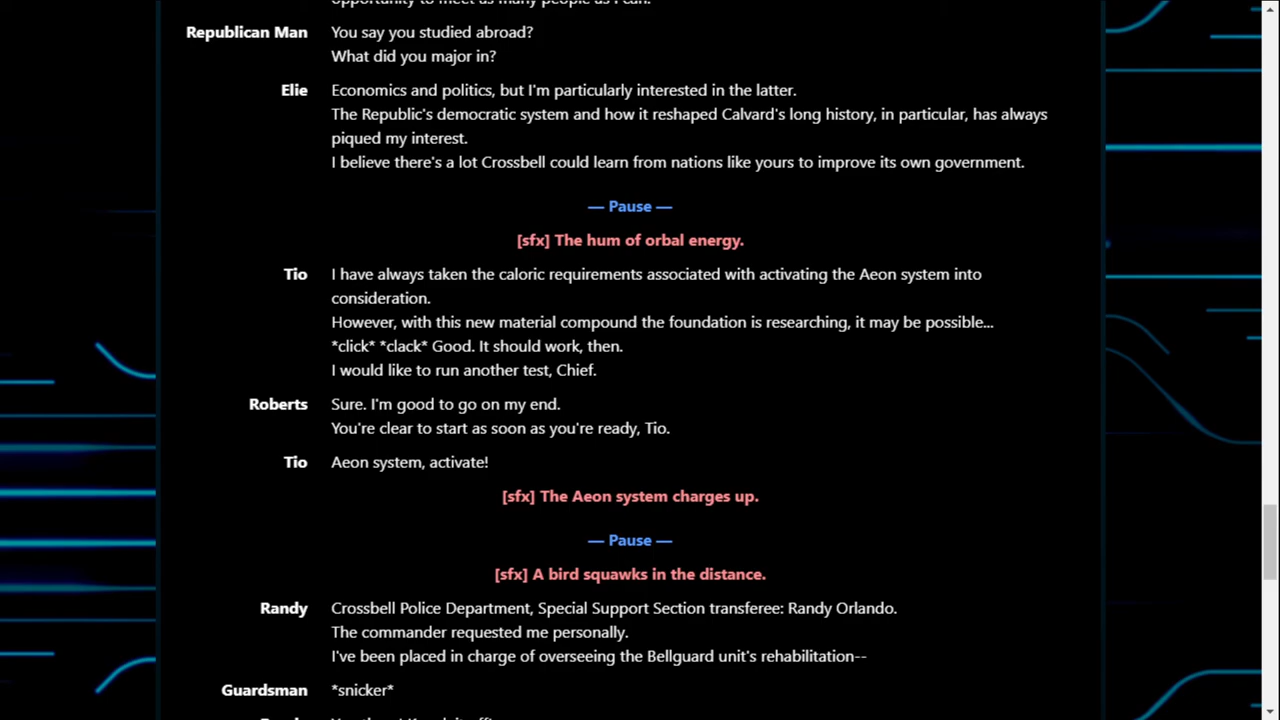 opportunity to meet as many people as I can.
Republican Man You say you studied abroad?
What did you major in?
Elie Economics and politics, but I'm particularly interested in the latter.
The Republic's democratic system and how it reshaped Calvard's long history, in particular, has always
piqued my interest.
I believe there's a lot Crossbell could learn from nations like yours to improve its own government.
— Pause —
[sfx] The hum of orbal energy.
Tio I have always taken the caloric requirements associated with activating the Aeon system into
consideration.
However, with this new material compound the foundation is researching, it may be possible...
*click* *clack* Good. It should work, then.
I would like to run another test, Chief.
Roberts Sure. I'm good to go on my end.
You're clear to start as soon as you're ready, Tio.
Tio Aeon system, activate!
[sfx] The Aeon system charges up.
— Pause —
[sfx] A bird squawks in the distance.
Randy Crossbell Police Department, Special Support Section transferee: Randy Orlando.
The commander requested me personally.
I've been placed in charge of overseeing the Bellguard unit's rehabilitation--
Guardsman *snicker*